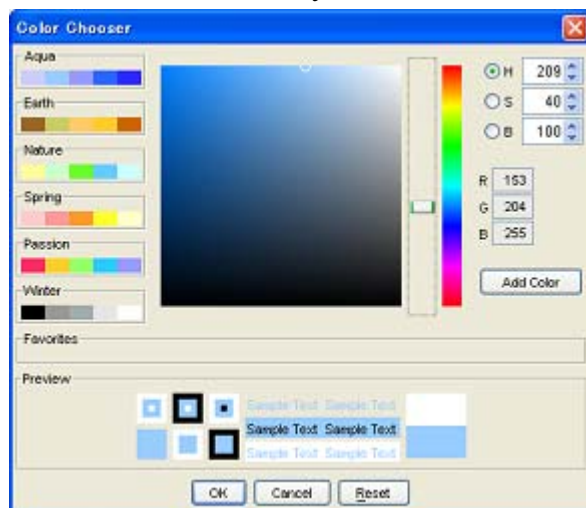 Color Chooser
Aqua
Earth
Nature
Spring
Passion
Winter
H 209
S 40
B 100
R 153
G 204
B 255
Add Color
Favorites
Preview
Sample Text Sample Text
Sample Text Sample Text
Sample Text Sample Text
OK Cancel Reset